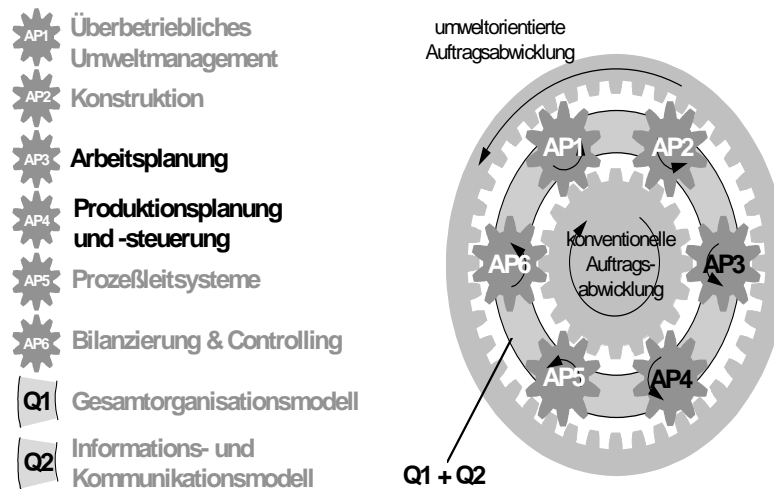 AP1
Überbetriebliches
Umweltmanagement
AP2
Konstruktion
AP3
Arbeitsplanung
AP4
Produktionsplanung
und -steuerung
AP5
Prozeßleitsysteme
AP6
Bilanzierung & Controlling
Q1
Gesamtorganisationsmodell
Q2
Informations- und
Kommunikationsmodell
umweltorientierte
Auftragsabwicklung
AP1
AP2
AP6
konventionelle
Auftrags-
abwicklung
AP3
AP5
AP4
Q1 + Q2